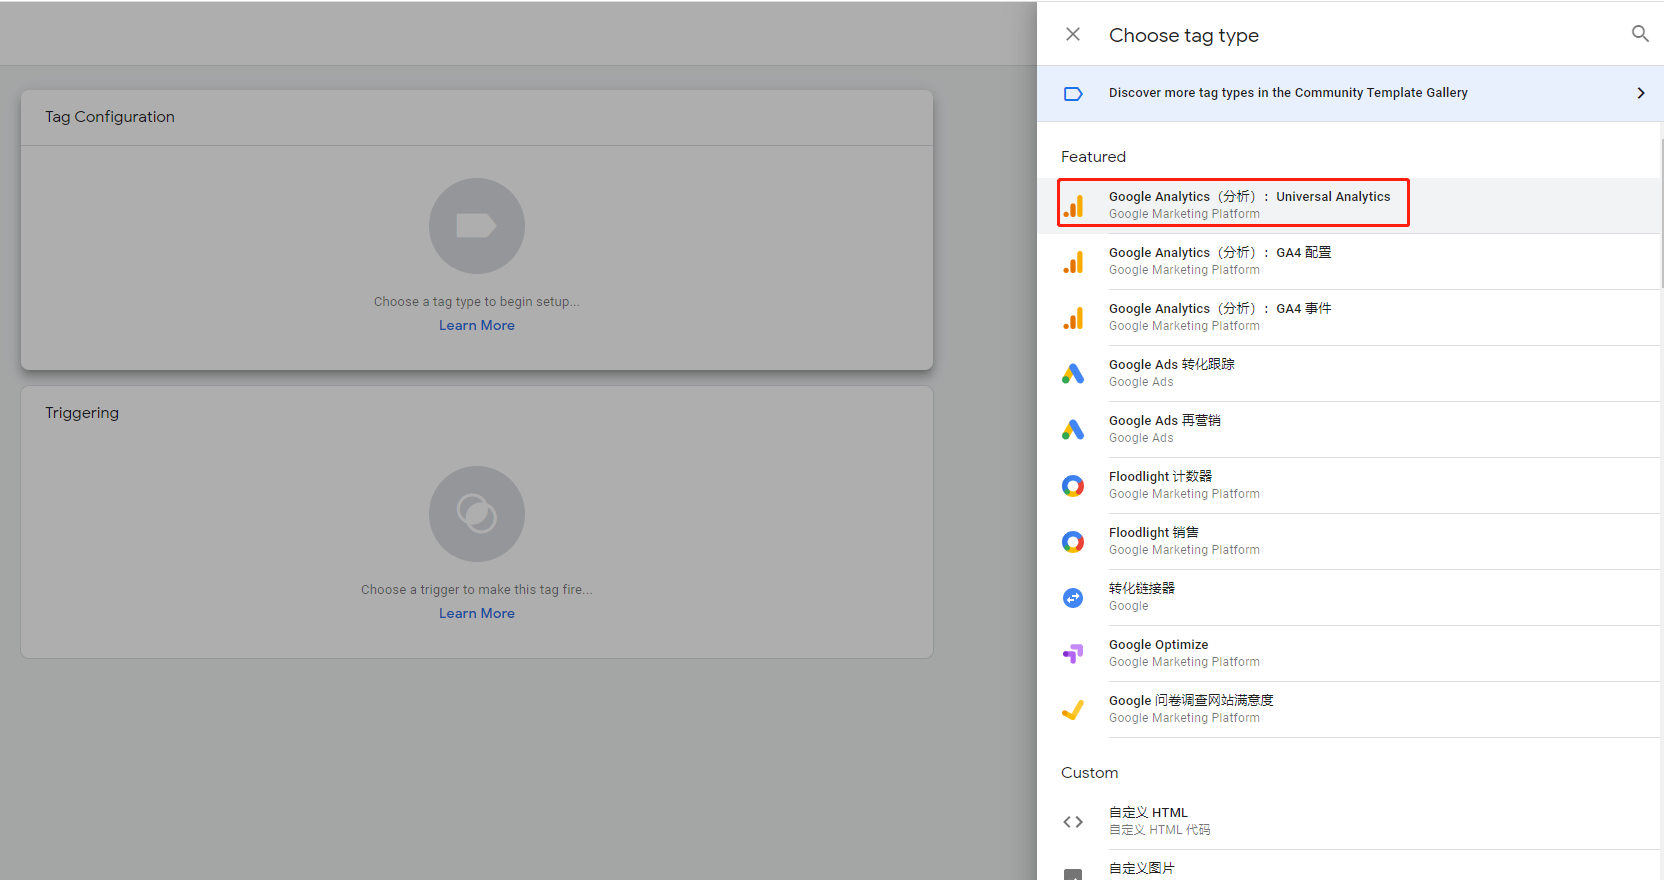 Choose tag type
Discover more tag types in the Community Template Gallery
Tag Configuration
Choose a tag type to begin setup...
Learn More
Triggering
Choose a trigger to make this tag fire...
Learn More
Featured
Google Analytics（分析）：Universal Analytics
Google Marketing Platform
Google Analytics（分析）：GA4 配置
Google Marketing Platform
Google Analytics（分析）：GA4 事件
Google Marketing Platform
Google Ads 转化跟踪
Google Ads
Google Ads 再营销
Google Ads
Floodlight 计数器
Google Marketing Platform
Floodlight 销售
Google Marketing Platform
转化链接器
Google
Google Optimize
Google Marketing Platform
Google 问卷调查网站满意度
Google Marketing Platform
Custom
自定义 HTML
自定义 HTML 代码
自定义图片